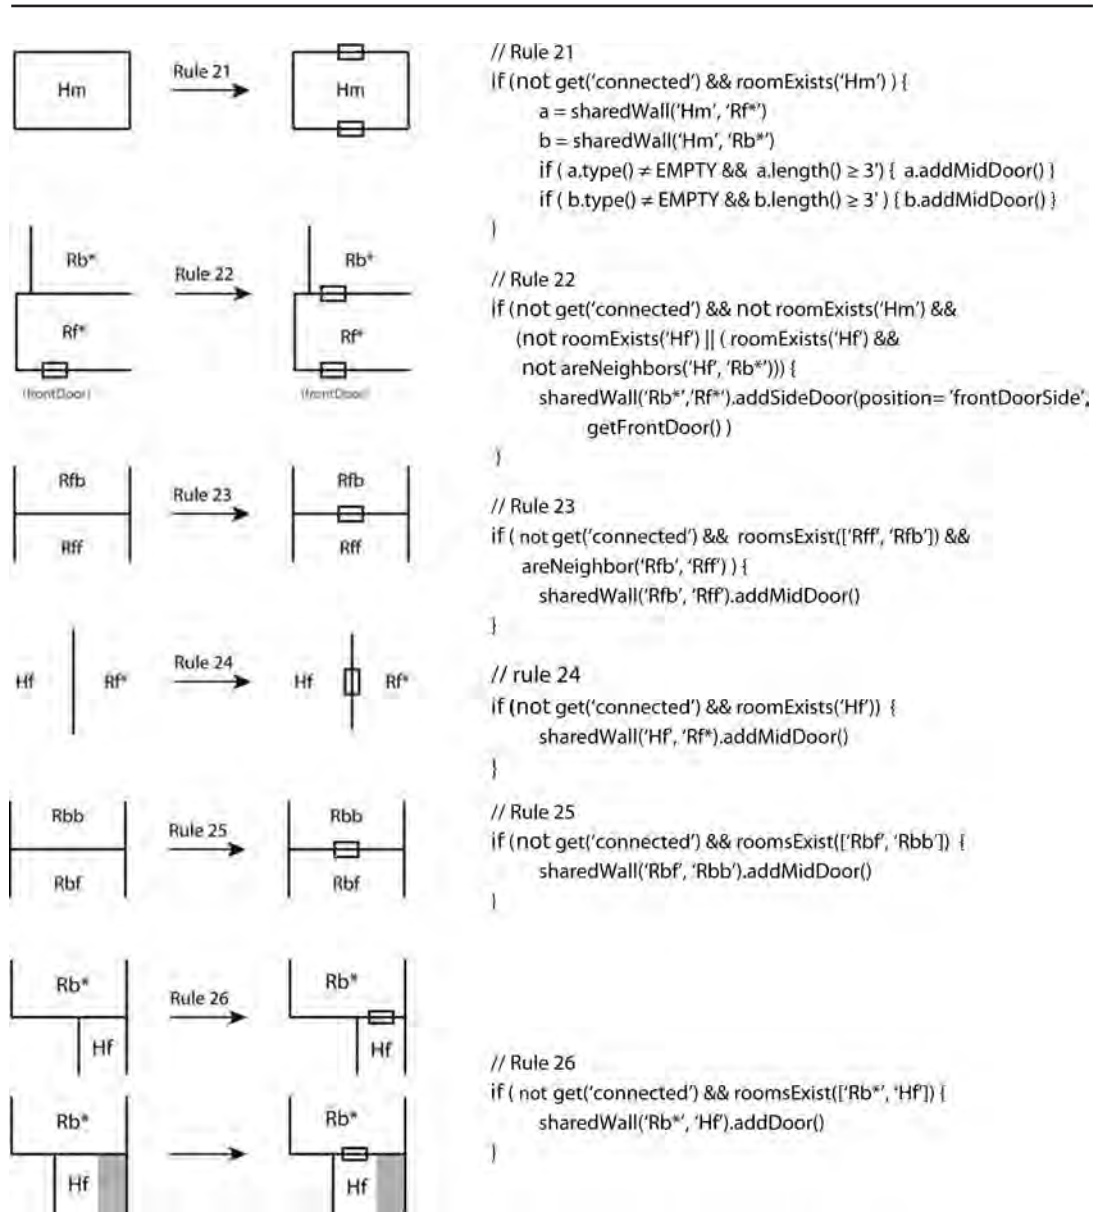 Hm
Rule 21
Hm
// Rule 21
if (not get('connected') && roomExists('Hm') ) {
a = sharedWall('Hm', 'Rf*')
b = sharedWall('Hm', 'Rb*')
if ( a.type() ≠ EMPTY && a.length() ≥ 3') { a.addMidDoor() }
if ( b.type() ≠ EMPTY && b.length() ≥ 3' ) { b.addMidDoor() }
}
Rb*
Rf*
(frontDoor)
Rule 22
Rb*
Rf*
(frontDoor)
// Rule 22
if (not get('connected') && not roomExists('Hm') &&
(not roomExists('Hf') || ( roomExists('Hf') &&
not areNeighbors('Hf', 'Rb*'))) {
sharedWall('Rb*','Rf*').addSideDoor(position= 'frontDoorSide',
getFrontDoor() )
}
Rfb
Rff
Rule 23
Rfb
Rff
// Rule 23
if ( not get('connected') && roomsExist(['Rff', 'Rfb']) &&
areNeighbor('Rfb', 'Rff') ) {
sharedWall('Rfb', 'Rff').addMidDoor()
}
Hf
Rf*
Rule 24
Hf
Rf*
// rule 24
if (not get('connected') && roomExists('Hf')) {
sharedWall('Hf', 'Rf*).addMidDoor()
}
Rbb
Rbf
Rule 25
Rbb
Rbf
// Rule 25
if (not get('connected') && roomsExist(['Rbf', 'Rbb']) {
sharedWall('Rbf', 'Rbb').addMidDoor()
}
Rb*
Hf
Rule 26
Rb*
Hf
Rb*
Hf
Rb*
Hf
// Rule 26
if ( not get('connected') && roomsExist(['Rb*', 'Hf']) {
sharedWall('Rb*', 'Hf').addDoor()
}